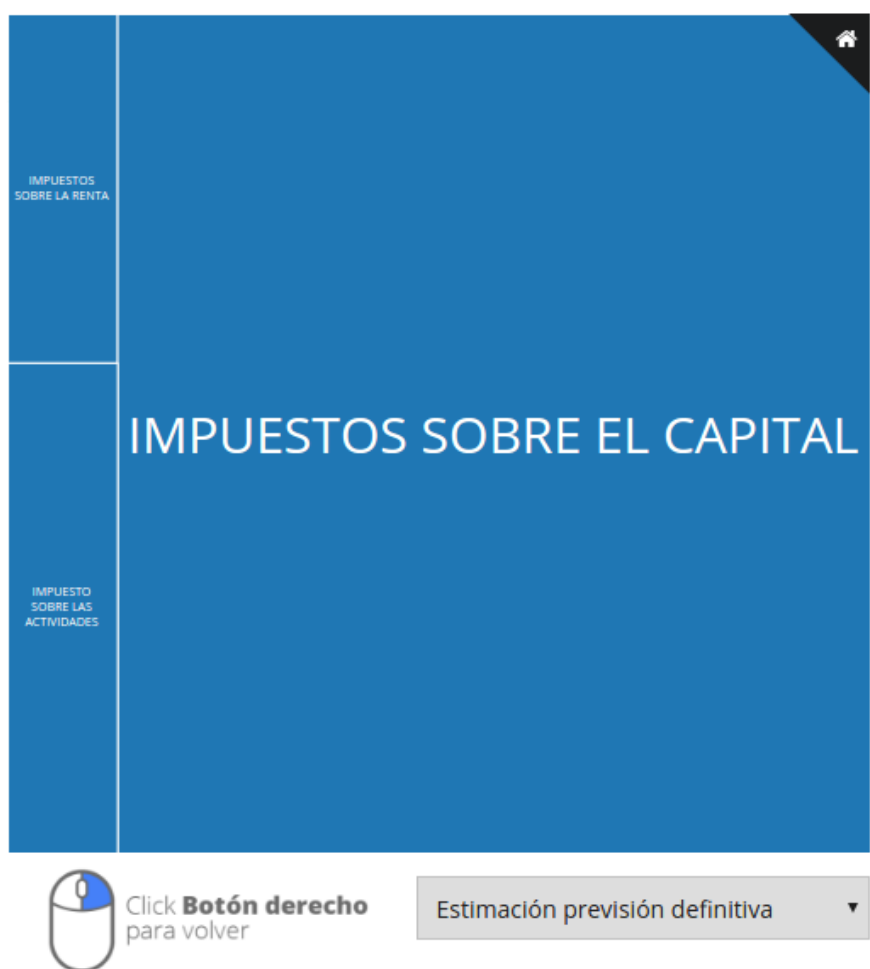 IMPUESTOS
SOBRE LA RENTA
IMPUESTOS SOBRE EL CAPITAL
IMPUESTO
SOBRE LAS
ACTIVIDADES
Click Botón derecho
para volver
Estimación previsión definitiva